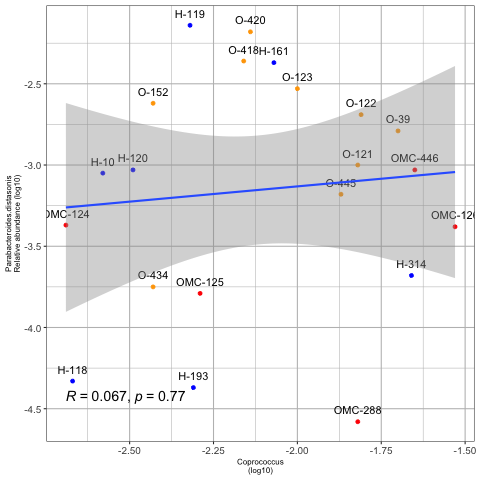 H-119
O-420
O-418
H-161
O-123
O-152
O-122
O-39
O-121
OMC-446
H-10
H-120
O-445
OMC-124
H-314
O-434
OMC-125
H-118
H-193
R = 0.067, p = 0.77
OMC-288
-2.5
-3.0
-3.5
-4.0
-4.5
Parabacteroides.distasonis
Relative abundance (log10)
-2.50
-2.25
-2.00
-1.75
-1.50
Coprococcus
(log10)